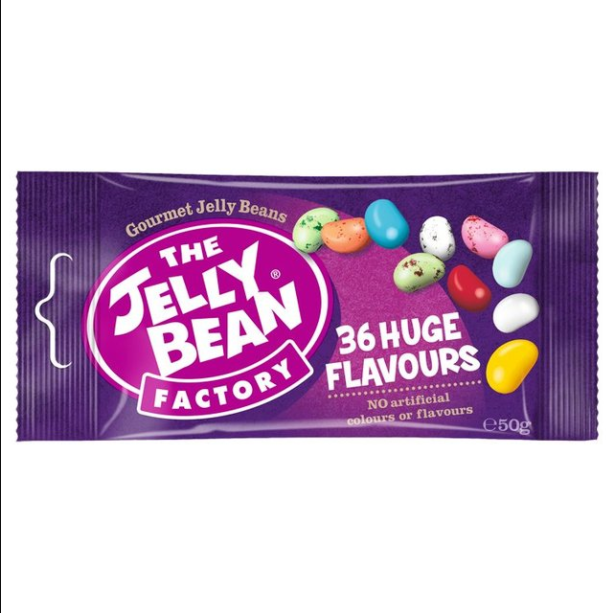 Gourmet Jelly Beans
THE
JELLY
BEAN®
FACTORY
36 HUGE
FLAVOURS
NO artificial
colours or flavours
℮50g